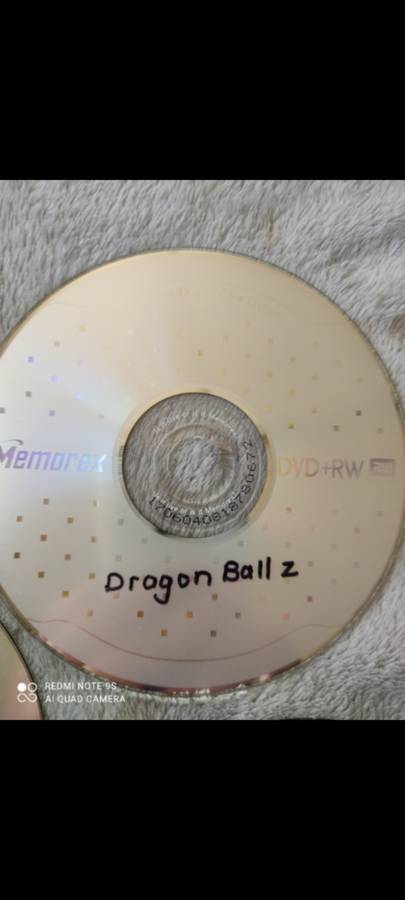 Memorex
DVD+RW
Dragon Ball Z
REDMI NOTE 9S
AI QUAD CAMERA